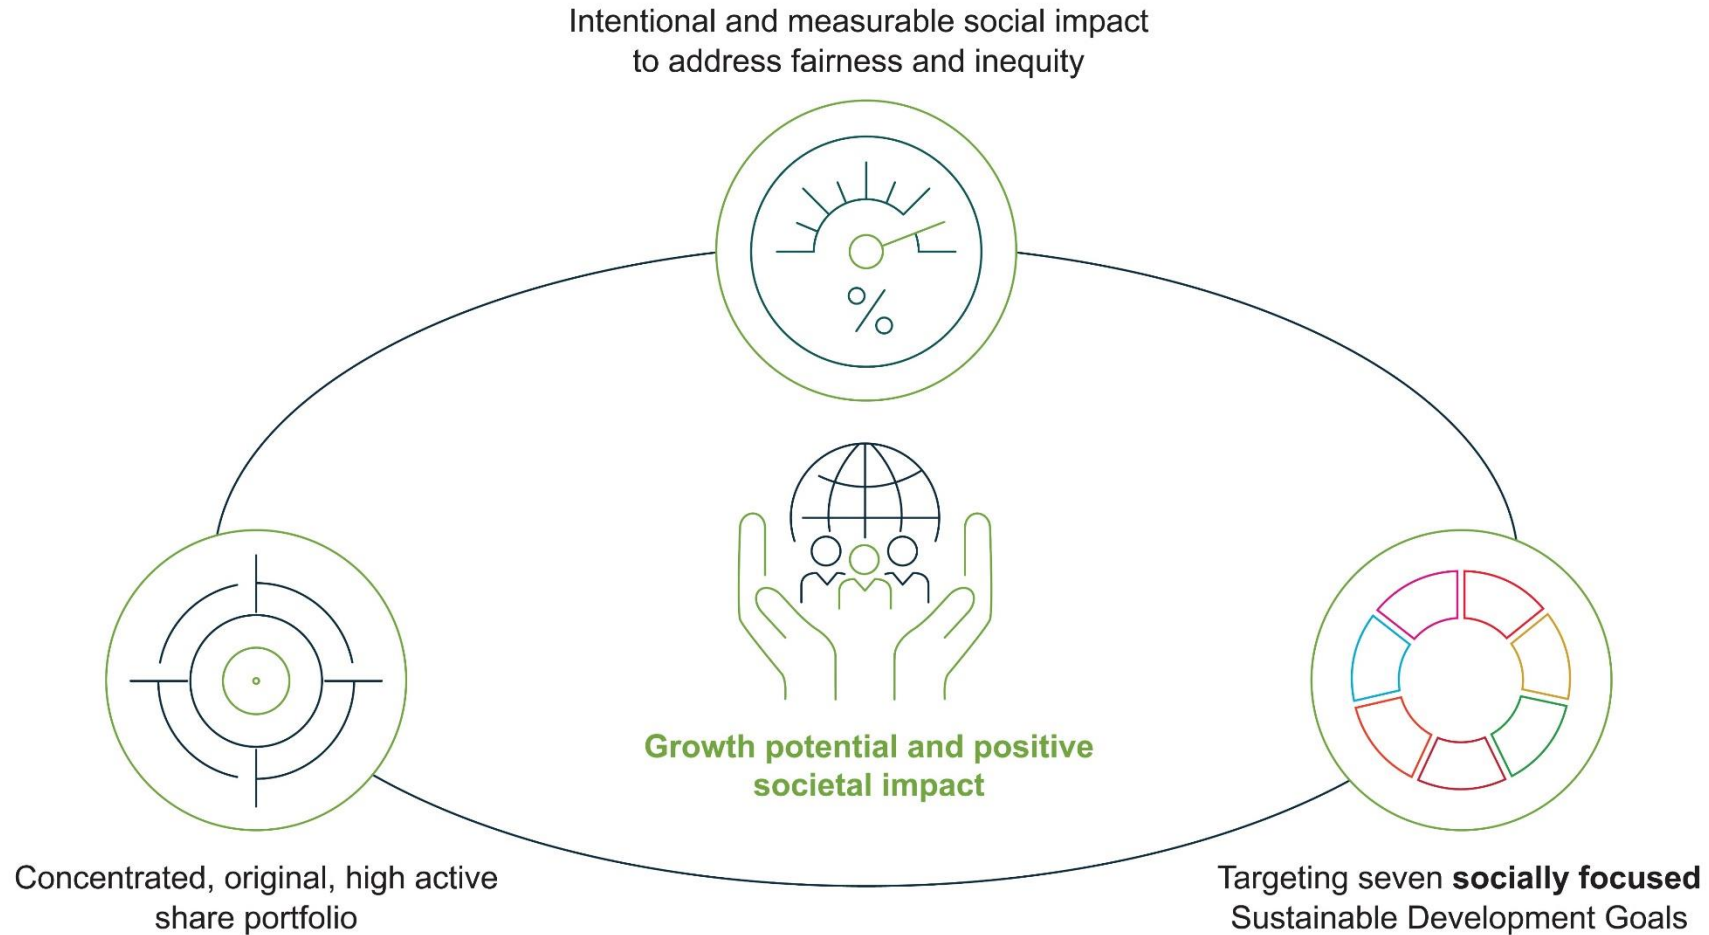 Intentional and measurable social impact
to address fairness and inequity
%
Growth potential and positive
societal impact
Concentrated, original, high active
share portfolio
Targeting seven socially focused
Sustainable Development Goals